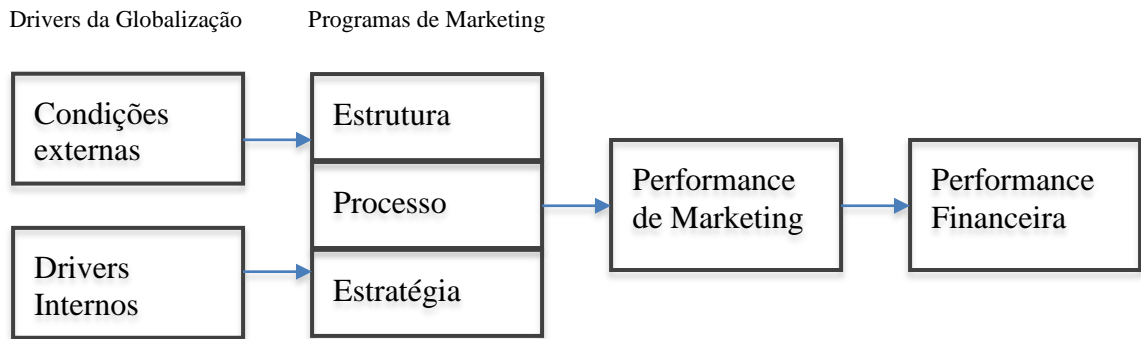 Drivers da Globalização
Programas de Marketing
Condições
externas
Drivers
Internos
Estrutura
Processo
Estratégia
Performance
de Marketing
Performance
Financeira